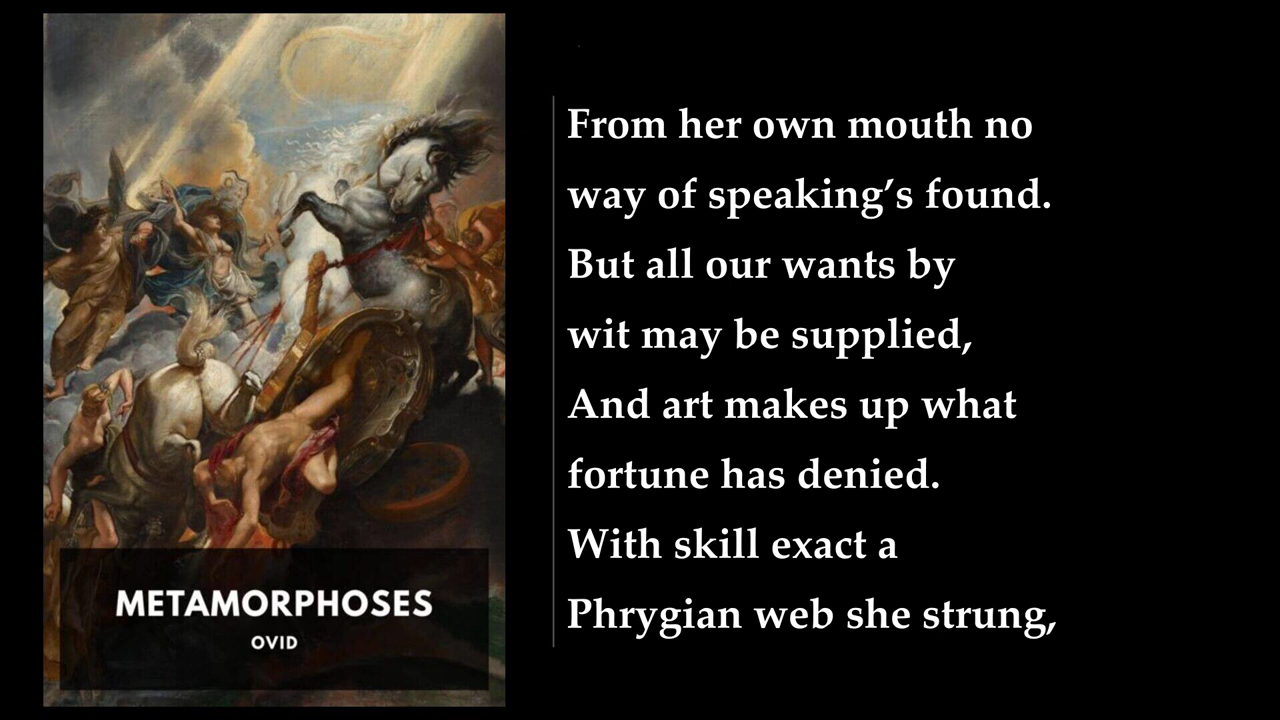 METAMORPHOSES
OVID
From her own mouth no
way of speaking’s found.
But all our wants by
wit may be supplied,
And art makes up what
fortune has denied.
With skill exact a
Phrygian web she strung,